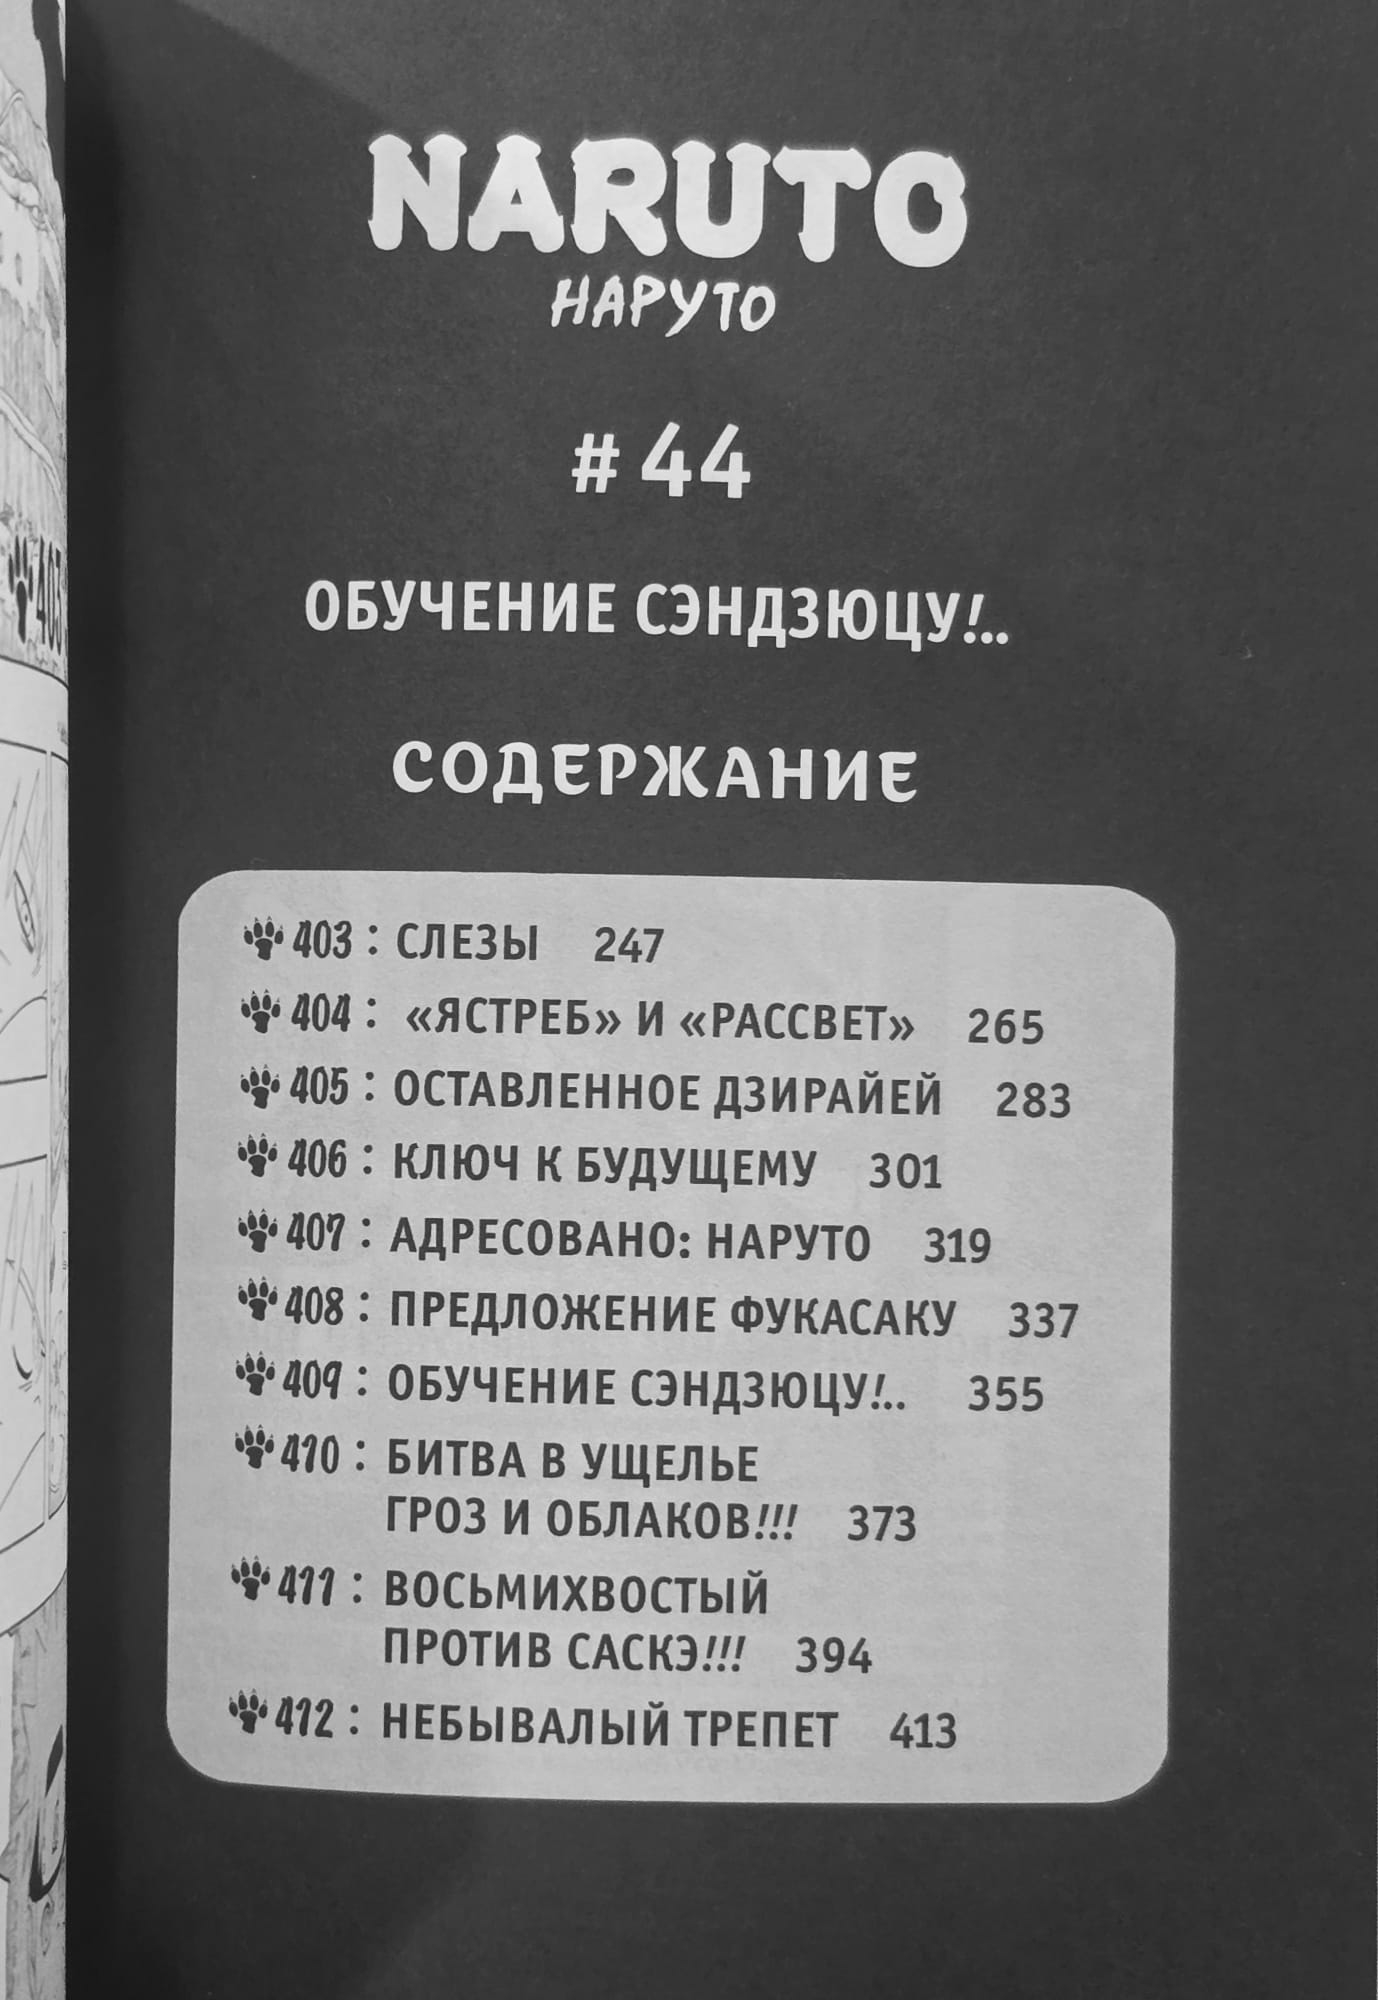 NARUTO
НАРУТО
# 44
ОБУЧЕНИЕ СЭНДЗЮЦУ!..
СОДЕРЖАНИЕ
403 : СЛЕЗЫ 247
404 : «ЯСТРЕБ» И «РАССВЕТ» 265
405 : ОСТАВЛЕННОЕ ДЗИРАЙЕЙ 283
406 : КЛЮЧ К БУДУЩЕМУ 301
407 : АДРЕСОВАНО: НАРУТО 319
408 : ПРЕДЛОЖЕНИЕ ФУКАСАКУ 337
409 : ОБУЧЕНИЕ СЭНДЗЮЦУ!.. 355
410 : БИТВА В УЩЕЛЬЕ
ГРОЗ И ОБЛАКОВ!!! 373
411 : ВОСЬМИХВОСТЫЙ
ПРОТИВ САСКЭ!!! 394
412 : НЕБЫВАЛЫЙ ТРЕПЕТ 413
403